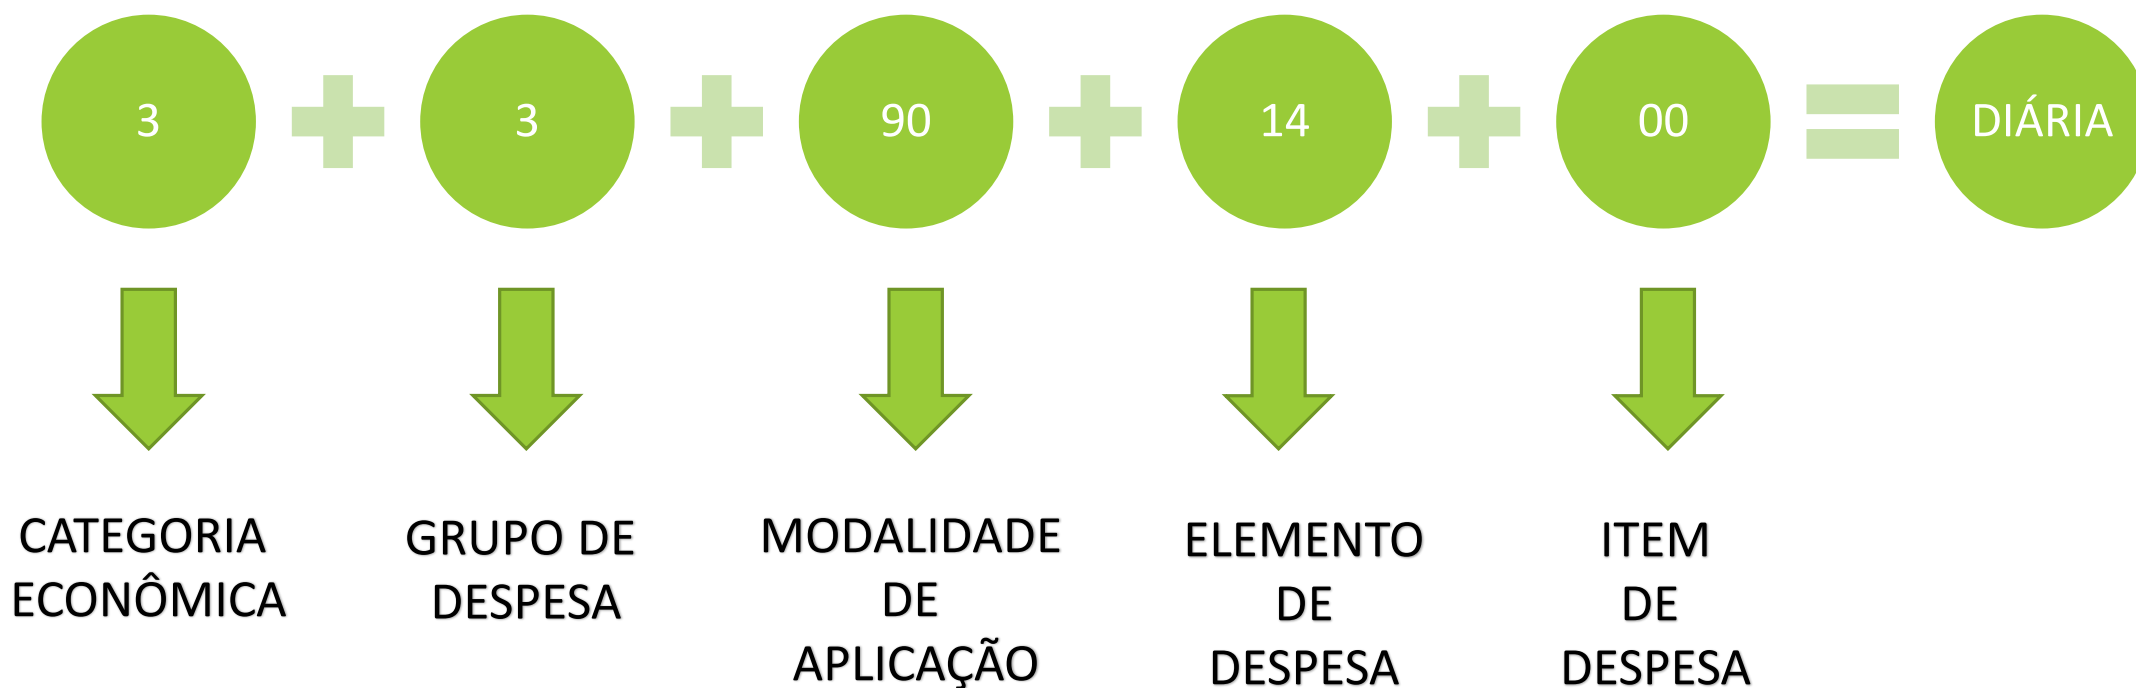 3
3
90
14
00
DIÁRIA
CATEGORIA
ECONÔMICA
GRUPO DE
DESPESA
MODALIDADE
DE
APLICAÇÃO
ELEMENTO
DE
DESPESA
ITEM
DE
DESPESA